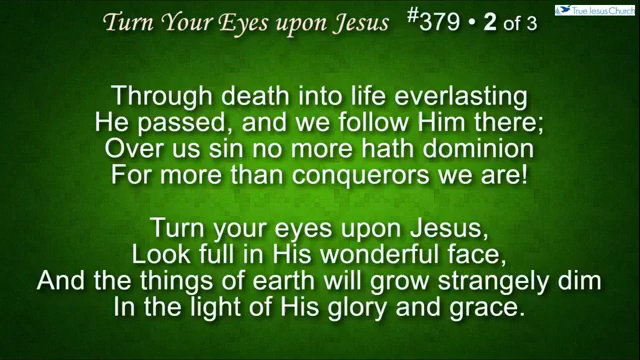 Turn Your Eyes upon Jesus #379 • 2 of 3
True Jesus Church
Through death into life everlasting
He passed, and we follow Him there;
Over us sin no more hath dominion
For more than conquerors we are!
Turn your eyes upon Jesus,
Look full in His wonderful face,
And the things of earth will grow strangely dim
In the light of His glory and grace.